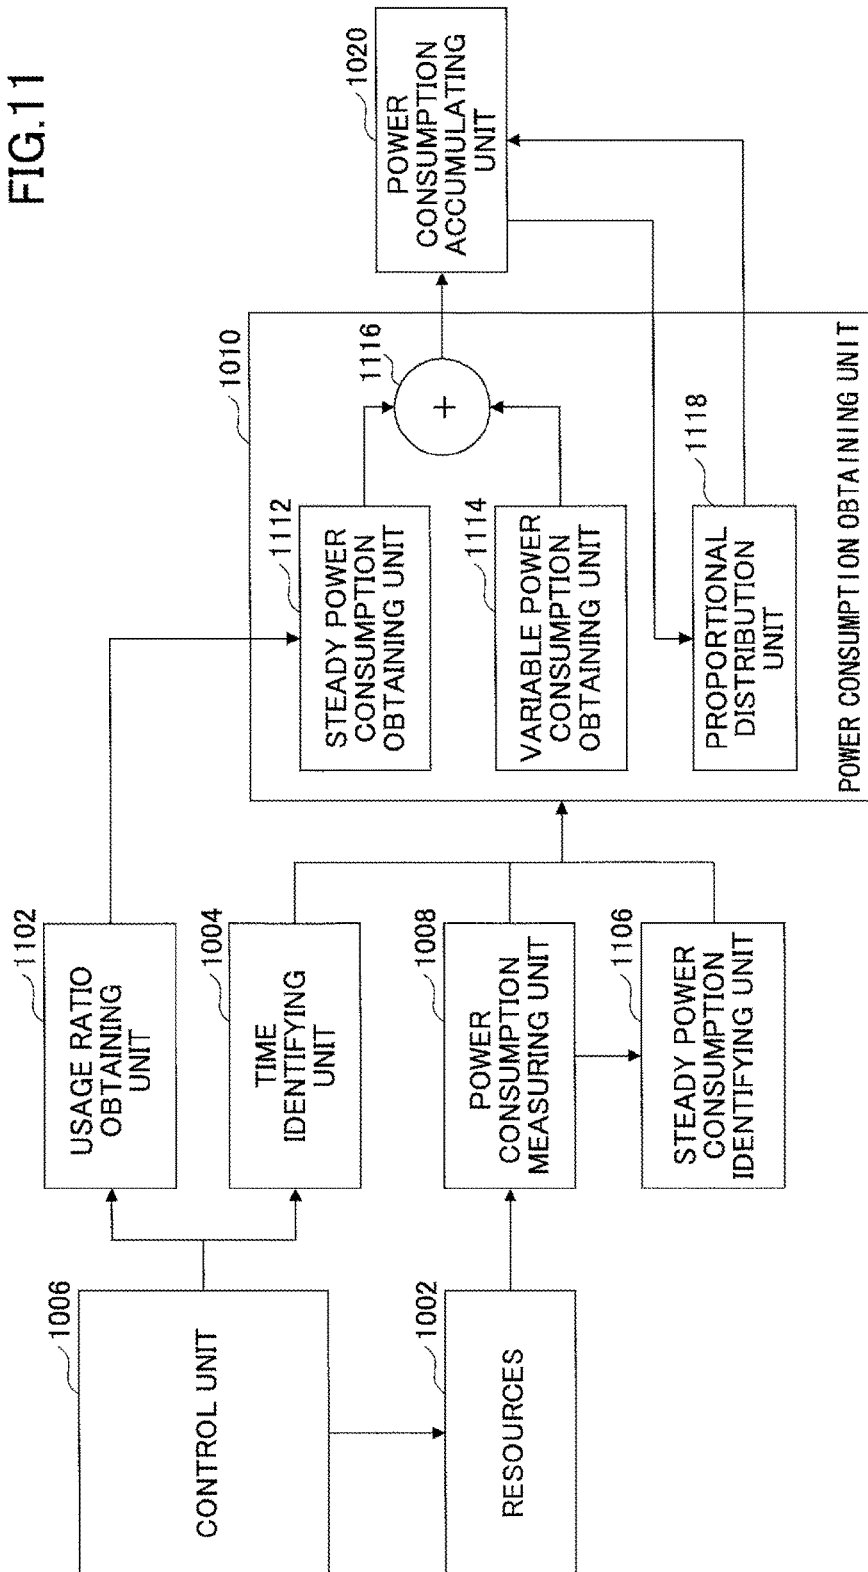 FIG.11
1006
CONTROL UNIT
1002
RESOURCES
1102
USAGE RATIO
OBTAINING
UNIT
1004
TIME
IDENTIFYING
UNIT
1008
POWER
CONSUMPTION
MEASURING UNIT
1106
STEADY POWER
CONSUMPTION
IDENTIFYING UNIT
1010
1112
STEADY POWER
CONSUMPTION
OBTAINING UNIT
1116
+
1114
VARIABLE POWER
CONSUMPTION
OBTAINING UNIT
1118
PROPORTIONAL
DISTRIBUTION
UNIT
POWER CONSUMPTION OBTAINING UNIT
1020
POWER
CONSUMPTION
ACCUMULATING
UNIT